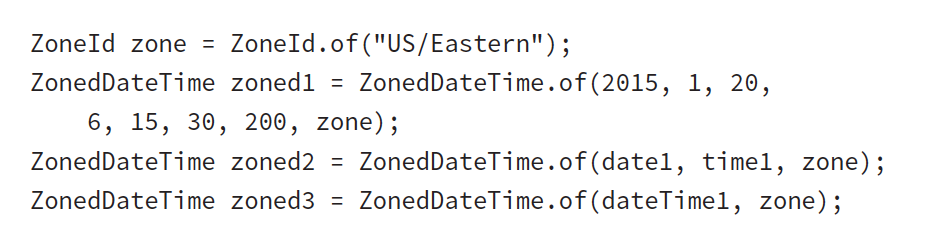 ZoneId zone = ZoneId.of("US/Eastern");
ZonedDateTime zoned1 = ZonedDateTime.of(2015, 1, 20,
    6, 15, 30, 200, zone);
ZonedDateTime zoned2 = ZonedDateTime.of(date1, time1, zone);
ZonedDateTime zoned3 = ZonedDateTime.of(dateTime1, zone);